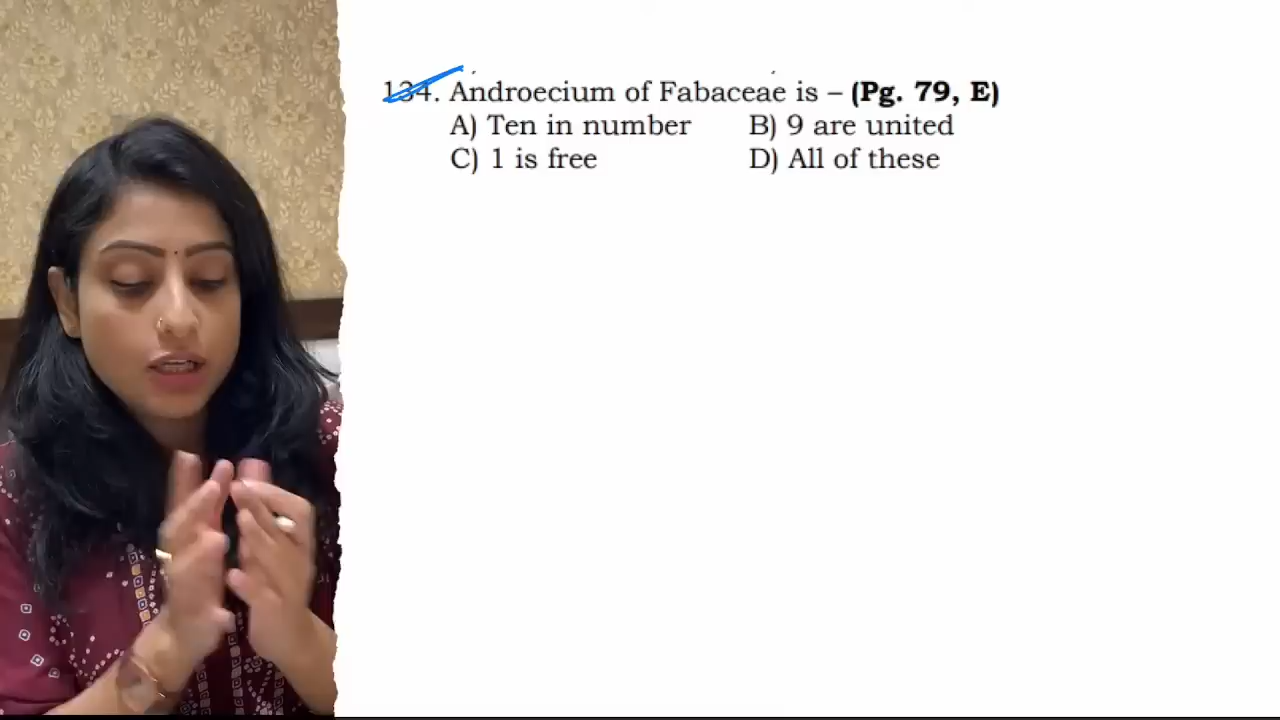 134. Androecium of Fabaceae is – (Pg. 79, E)
A) Ten in number B) 9 are united
C) 1 is free D) All of these